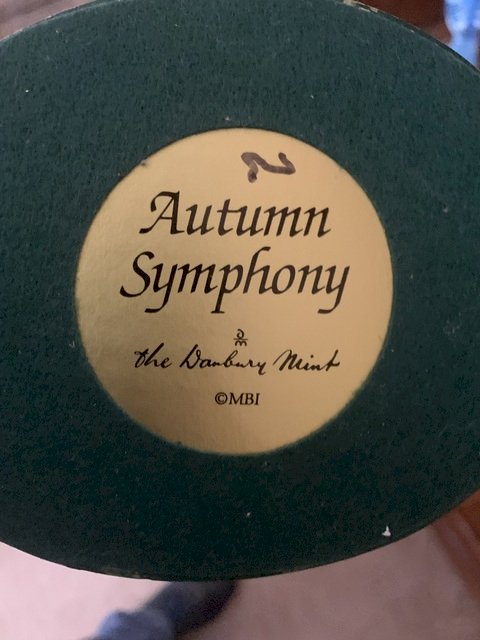 Autumn
Symphony
the Danbury Mint
©MBI